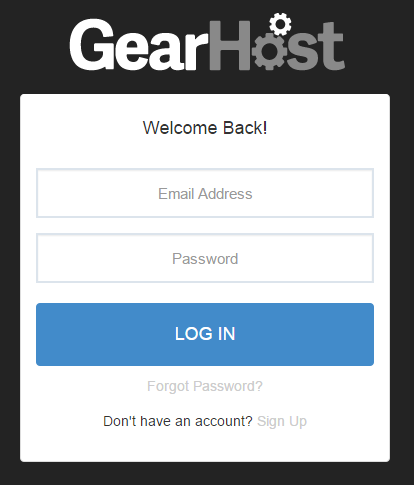 GearHost
Welcome Back!
Email Address
Password
LOG IN
Forgot Password?
Don't have an account? Sign Up